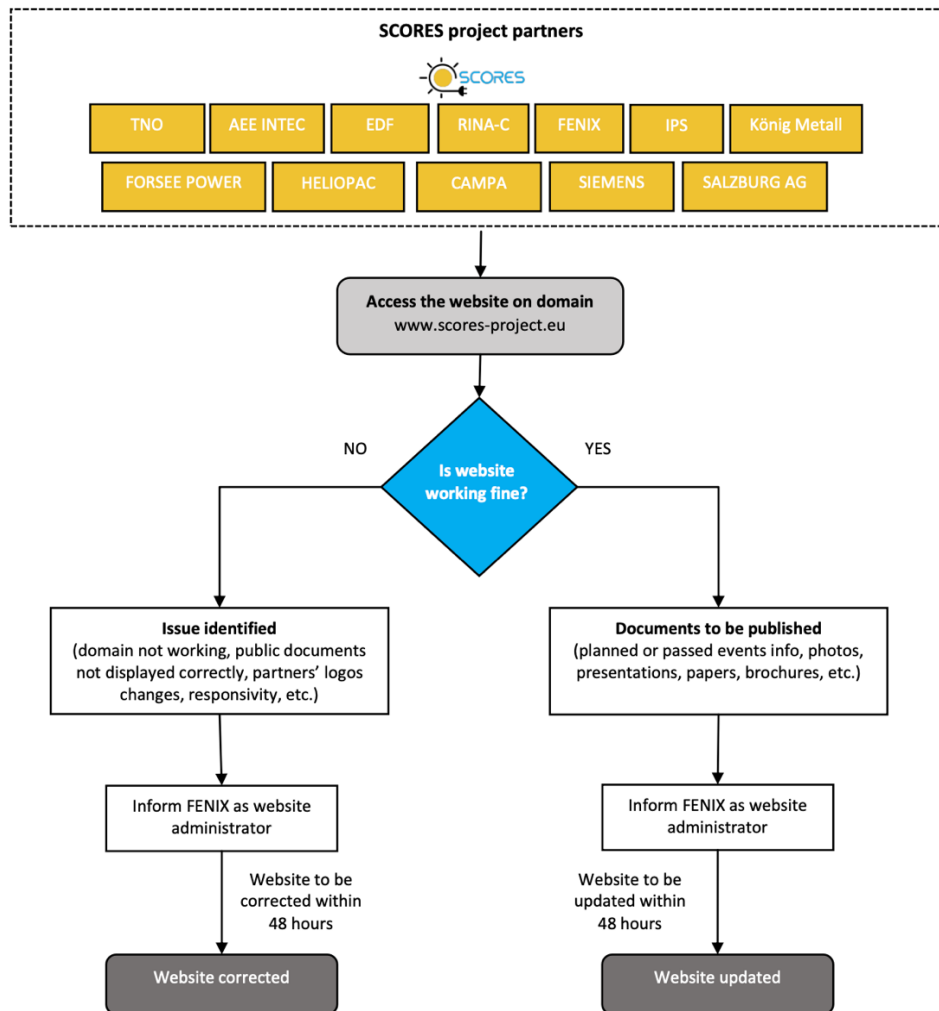 SCORES project partners
SCORES
TNO
AEE INTEC
EDF
RINA-C
FENIX
IPS
König Metall
FORSEE POWER
HELIOPAC
CAMPA
SIEMENS
SALZBURG AG
Access the website on domain
www.scores-project.eu
NO
YES
Is website
working fine?
Issue identified
(domain not working, public documents
not displayed correctly, partners’ logos
changes, responsivity, etc.)
Documents to be published
(planned or passed events info, photos,
presentations, papers, brochures, etc.)
Inform FENIX as website
administrator
Inform FENIX as website
administrator
Website to be
corrected within
48 hours
Website to be
updated within
48 hours
Website corrected
Website updated